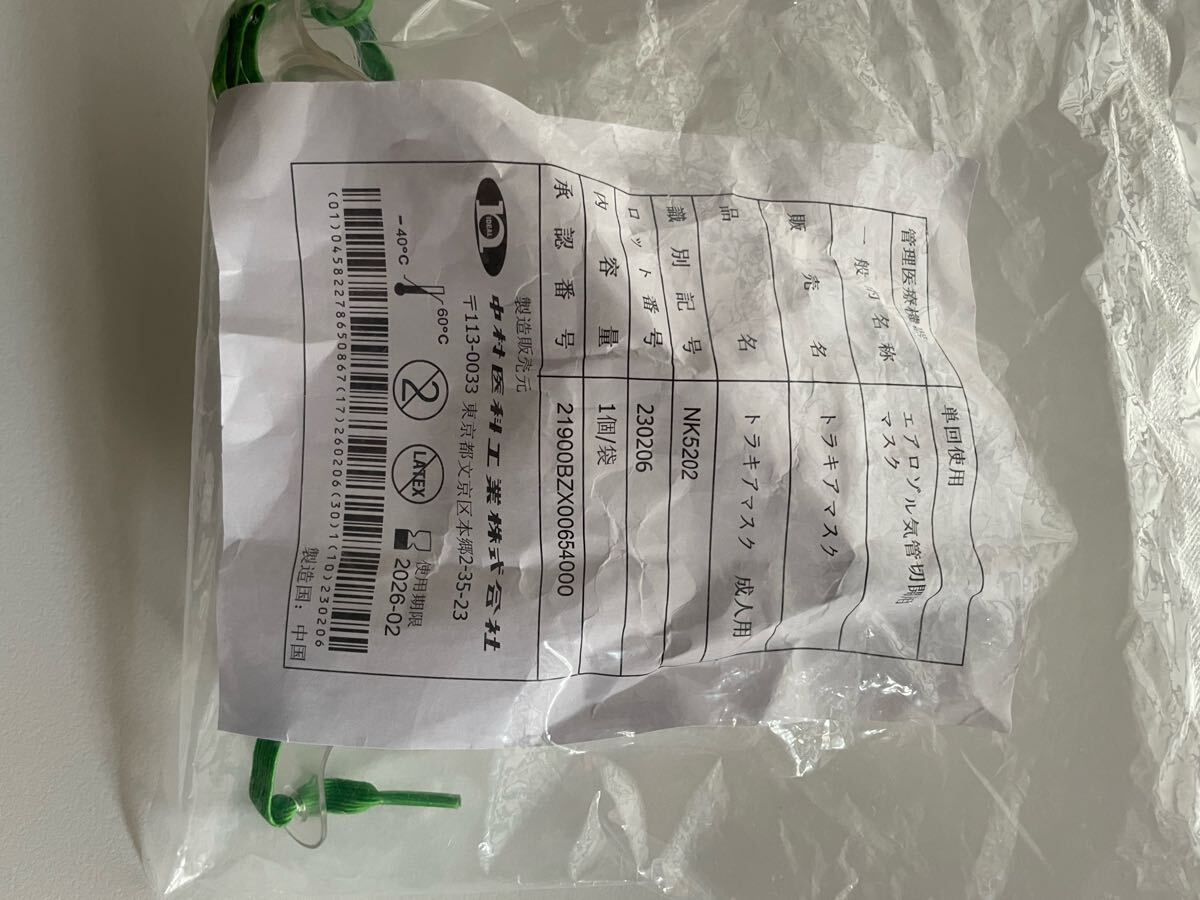 管理医療機器 単回使用
一般的名称 エアロゾル気管切開用
マスク
販売名 トラキアマスク
品名 トラキアマスク 成人用
識別記号 NK5202
ロット番号 230206
内容量 1個/袋
承認番号 21900BZX00654000
製造販売元
IDEAL
中村医科工業株式会社
〒113-0033 東京都文京区本郷2-35-23
-40°C 60°C
2
LATEX
使用期限
2026-02
(01)04582278650867(17)260206(30)1(10)230206
製造国：中国